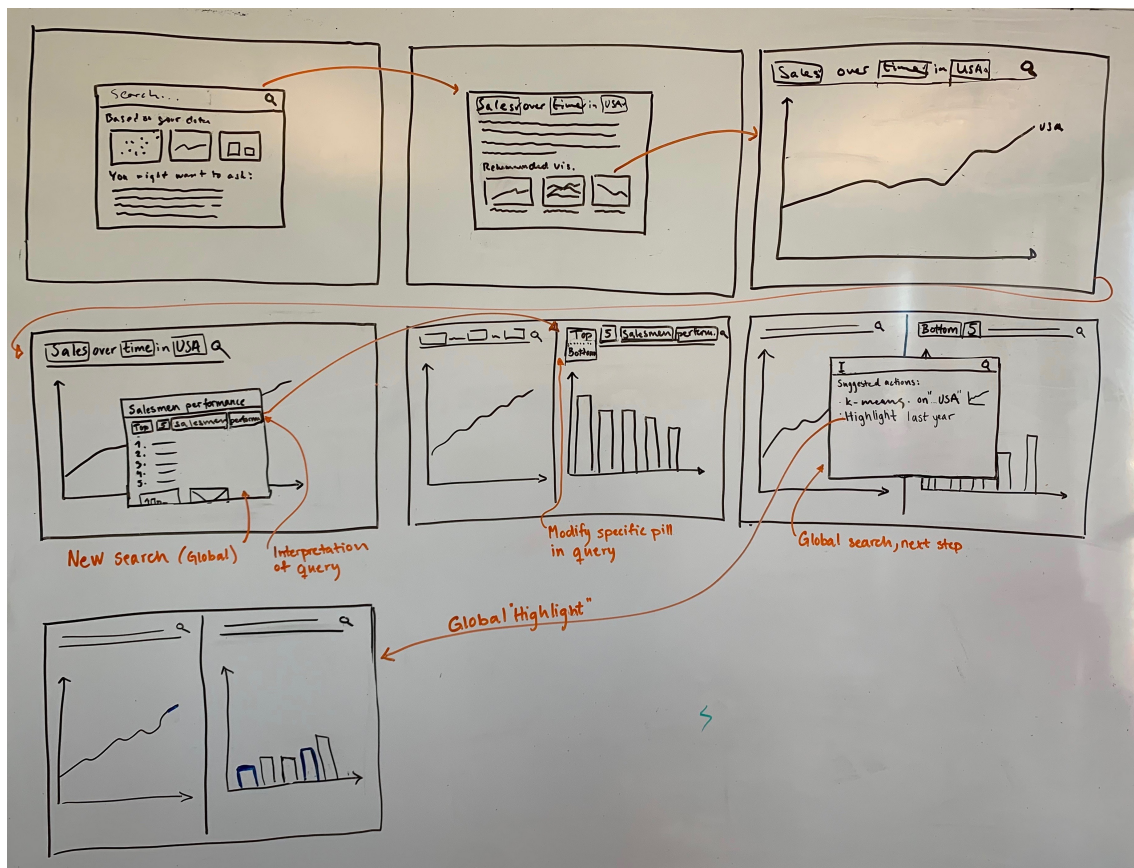 Search...
Based on your data
You might want to ask:
Sales over time in USA
Recommended vis.
Sales over time in USA
USA
Sales over time in USA
Salesmen performance
Top 5 salesmen perform.
1.
2.
3.
4.
5.
New search (Global)
Interpretation
of query
Top 5 Salesmen perform.
Bottom
Modify specific pill
in query
Bottom 5
Suggested actions:
· k-means. on "USA"
· Highlight last year
Global search, next step
Global "Highlight"